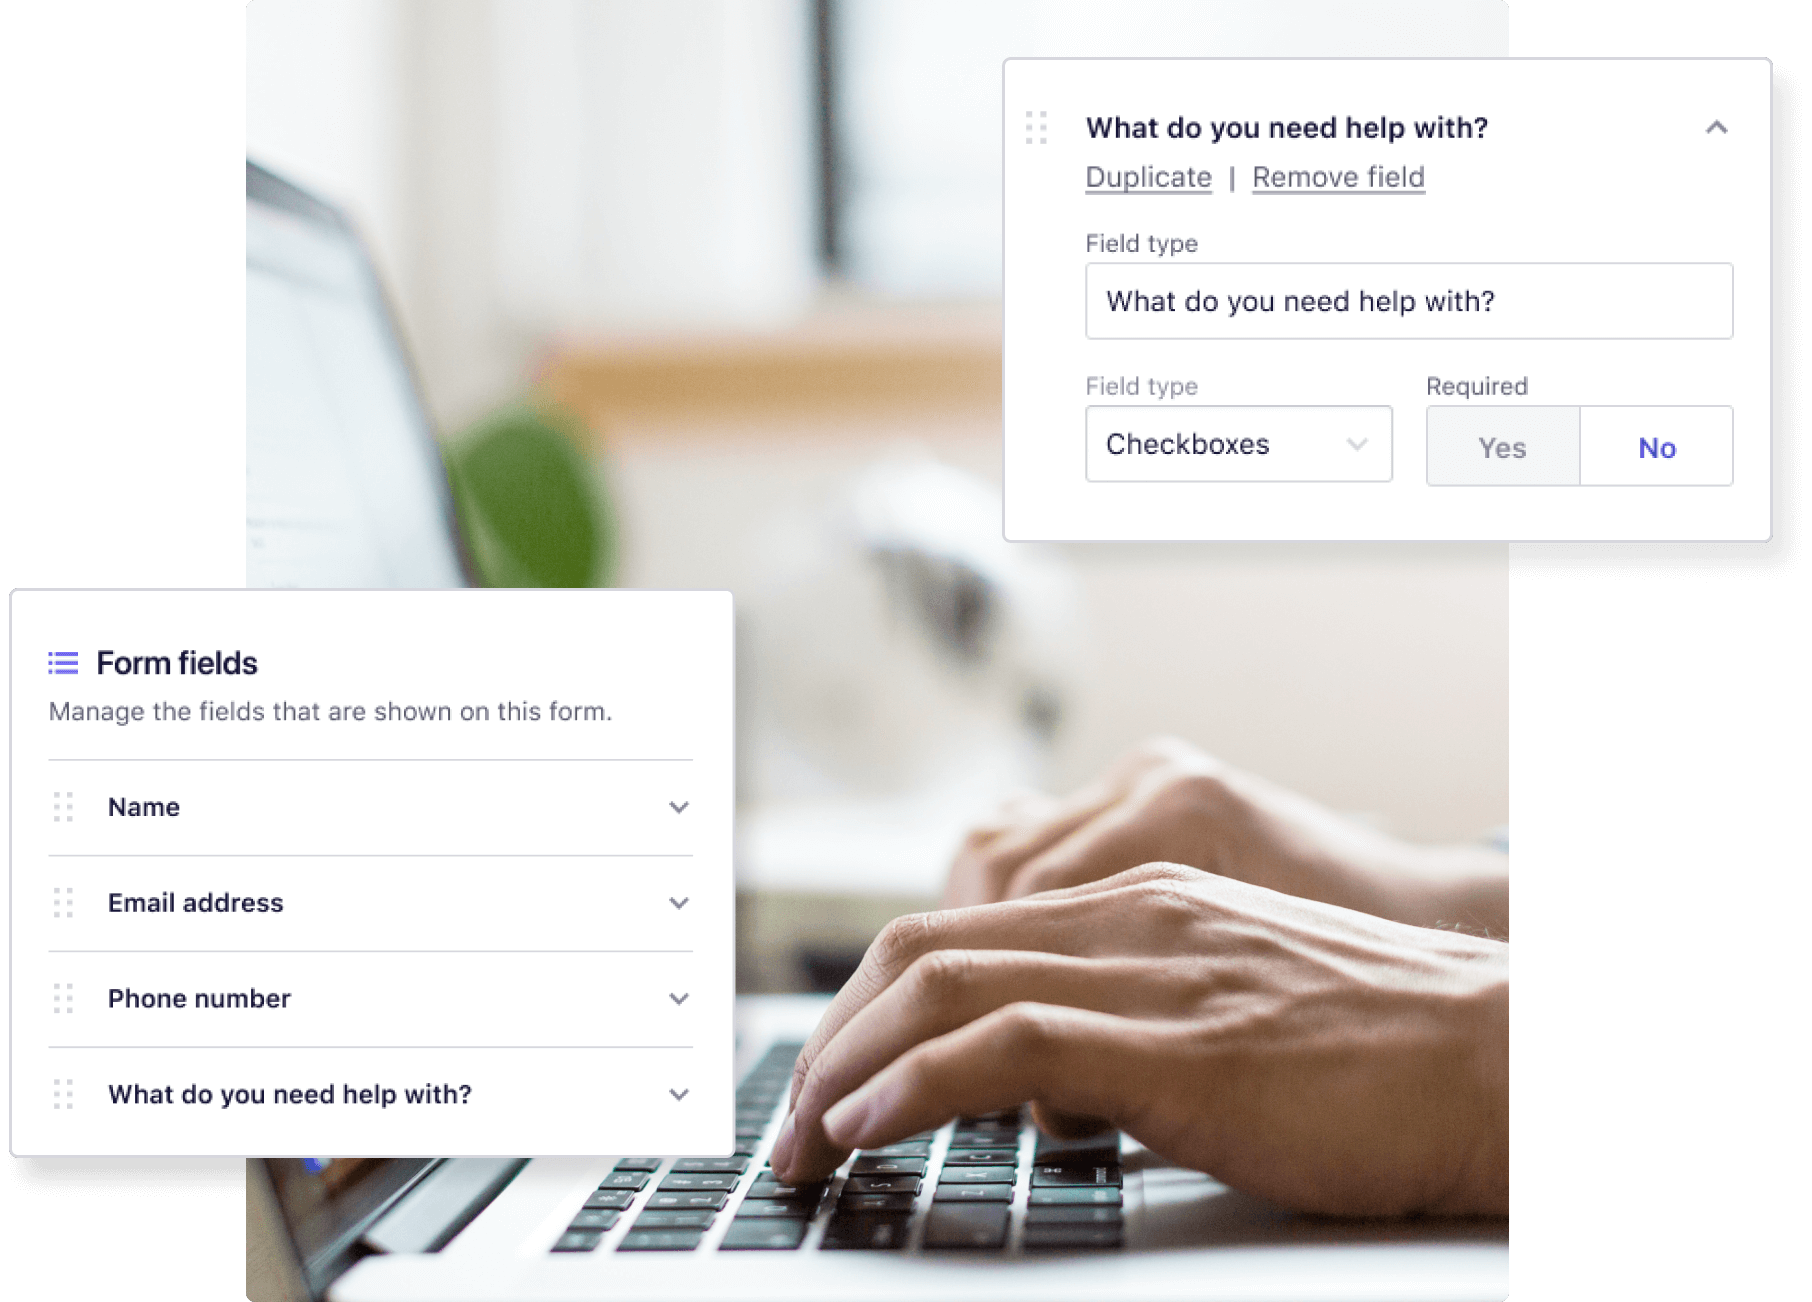 What do you need help with?
Duplicate | Remove field
Field type
What do you need help with?
Field type Required
Checkboxes Yes No
Form fields
Manage the fields that are shown on this form.
Name
Email address
Phone number
What do you need help with?